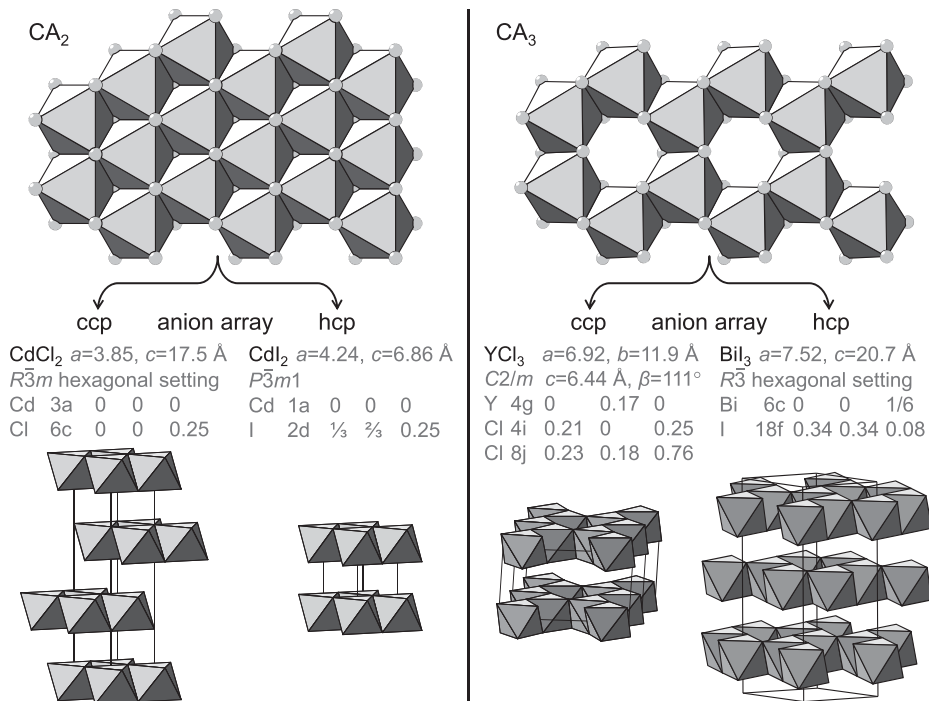 CA₂
ccp anion array hcp
CdCl₂ a=3.85, c=17.5 Å
R3̅m hexagonal setting
Cd 3a 0 0 0
Cl 6c 0 0 0.25
CdI₂ a=4.24, c=6.86 Å
P3̅m1
Cd 1a 0 0 0
I 2d ⅓ ⅔ 0.25
CA₃
ccp anion array hcp
YCl₃ a=6.92, b=11.9 Å
C2/m c=6.44 Å, β=111°
Y 4g 0 0.17 0
Cl 4i 0.21 0 0.25
Cl 8j 0.23 0.18 0.76
BiI₃ a=7.52, c=20.7 Å
R3̅ hexagonal setting
Bi 6c 0 0 1/6
I 18f 0.34 0.34 0.08